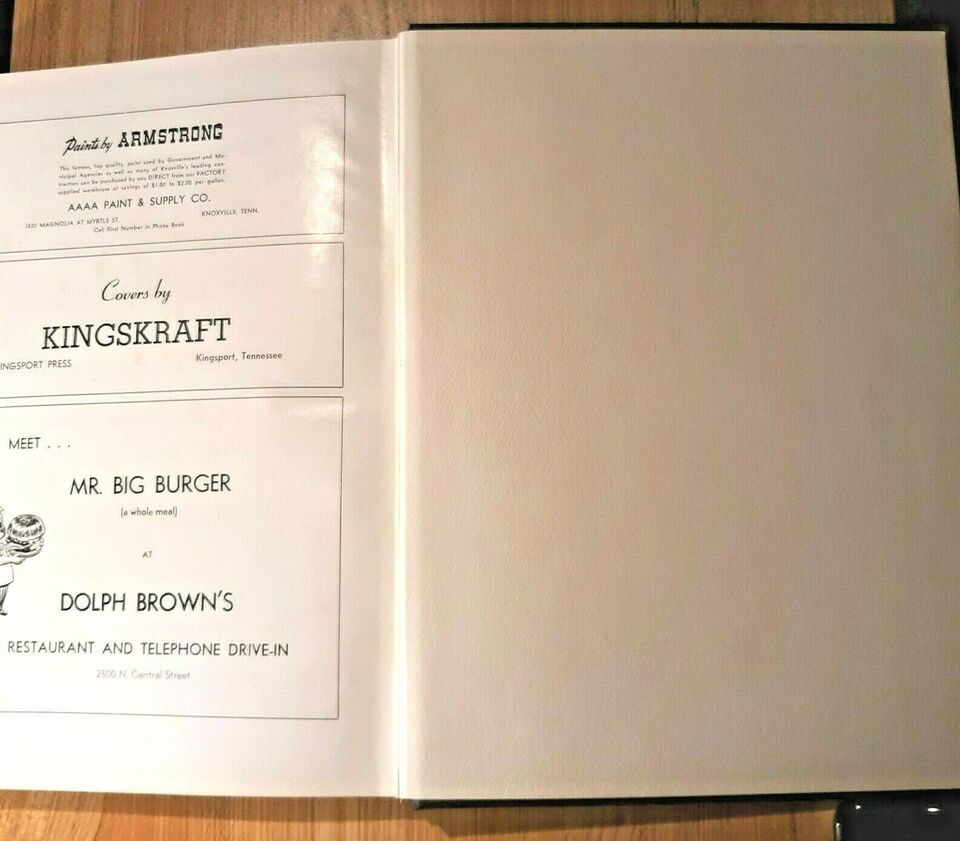 Paints by ARMSTRONG
This famous, top quality, paint used by Government and Mu-
nicipal Agencies as well as many of Knoxville's leading con-
tractors can be purchased by you DIRECT from our FACTORY
supplied warehouse at savings of $1.00 to $2.00 per gallon.
AAAA PAINT & SUPPLY CO.
MAGNOLIA AT MYRTLE ST. KNOXVILLE, TENN.
Call First Number in Phone Book
Covers by
KINGSKRAFT
INGSPORT PRESS Kingsport, Tennessee
MEET . . .
MR. BIG BURGER
(a whole meal)
AT
DOLPH BROWN'S
RESTAURANT AND TELEPHONE DRIVE-IN
2500 N. Central Street